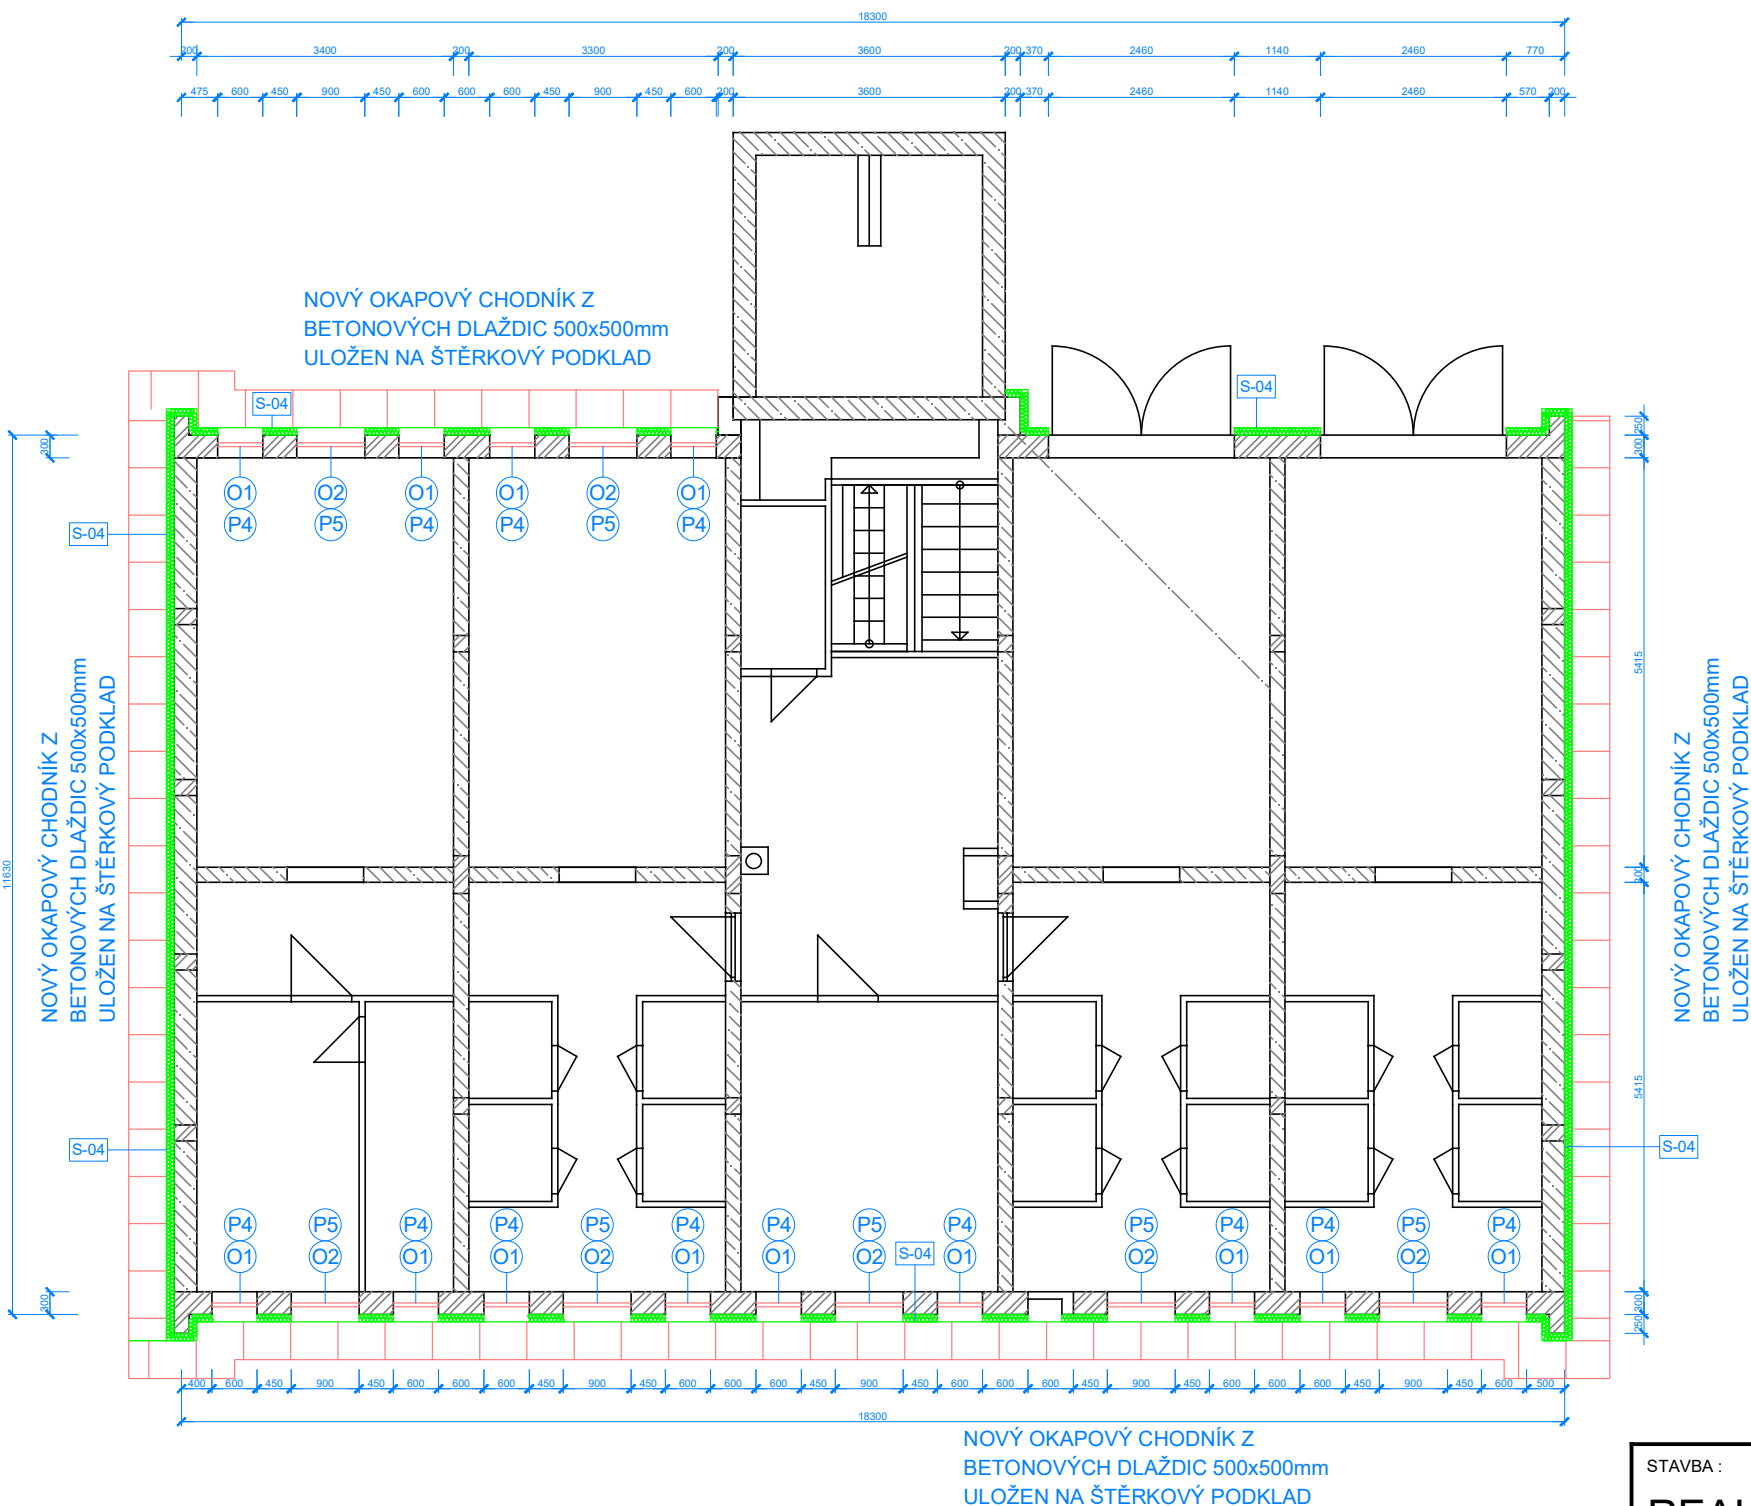 18300
200 3400 200 3300 200 3600 200 370 2460 1140 2460 770
475 600 450 900 450 600 600 600 450 900 450 600 200 3600 200 370 2460 1140 2460 570 200
NOVÝ OKAPOVÝ CHODNÍK Z
BETONOVÝCH DLAŽDIC 500x500mm
ULOŽEN NA ŠTĚRKOVÝ PODKLAD
S-04 S-04
300
250
300
O1 O2 O1 O1 O2 O1
P4 P5 P4 P4 P5 P4
S-04
5415
NOVÝ OKAPOVÝ CHODNÍK Z
BETONOVÝCH DLAŽDIC 500x500mm
ULOŽEN NA ŠTĚRKOVÝ PODKLAD
NOVÝ OKAPOVÝ CHODNÍK Z
BETONOVÝCH DLAŽDIC 500x500mm
ULOŽEN NA ŠTĚRKOVÝ PODKLAD
11630
5415
S-04 S-04
P4 P5 P4 P4 P5 P4 P4 P5 P4 P5 P4 P4 P5 P4
O1 O2 O1 O1 O2 O1 O1 O2 O1 O2 O1 O1 O2 O1
S-04
300
300
250
400 600 450 900 450 600 600 600 450 900 450 600 600 600 450 900 450 600 600 600 450 900 450 600 600 600 450 900 450 600 500
18300
NOVÝ OKAPOVÝ CHODNÍK Z
BETONOVÝCH DLAŽDIC 500x500mm
ULOŽEN NA ŠTĚRKOVÝ PODKLAD
STAVBA :